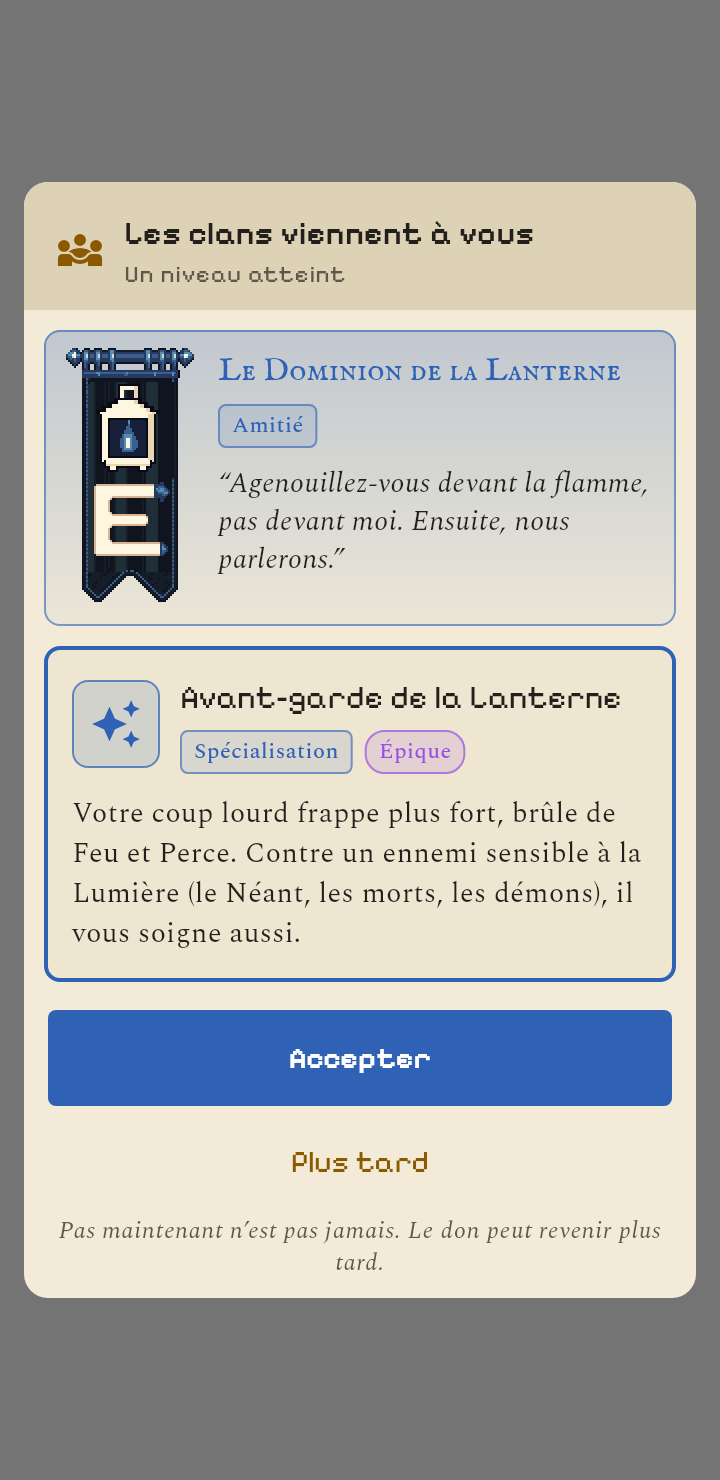 Les clans viennent à vous
Un niveau atteint
Le Dominion de la Lanterne
Amitié
“Agenouillez-vous devant la flamme,
pas devant moi. Ensuite, nous
parlerons.”
E
Avant-garde de la Lanterne
Spécialisation
Épique
Votre coup lourd frappe plus fort, brûle de
Feu et Perce. Contre un ennemi sensible à la
Lumière (le Néant, les morts, les démons), il
vous soigne aussi.
Accepter
Plus tard
Pas maintenant n’est pas jamais. Le don peut revenir plus
tard.